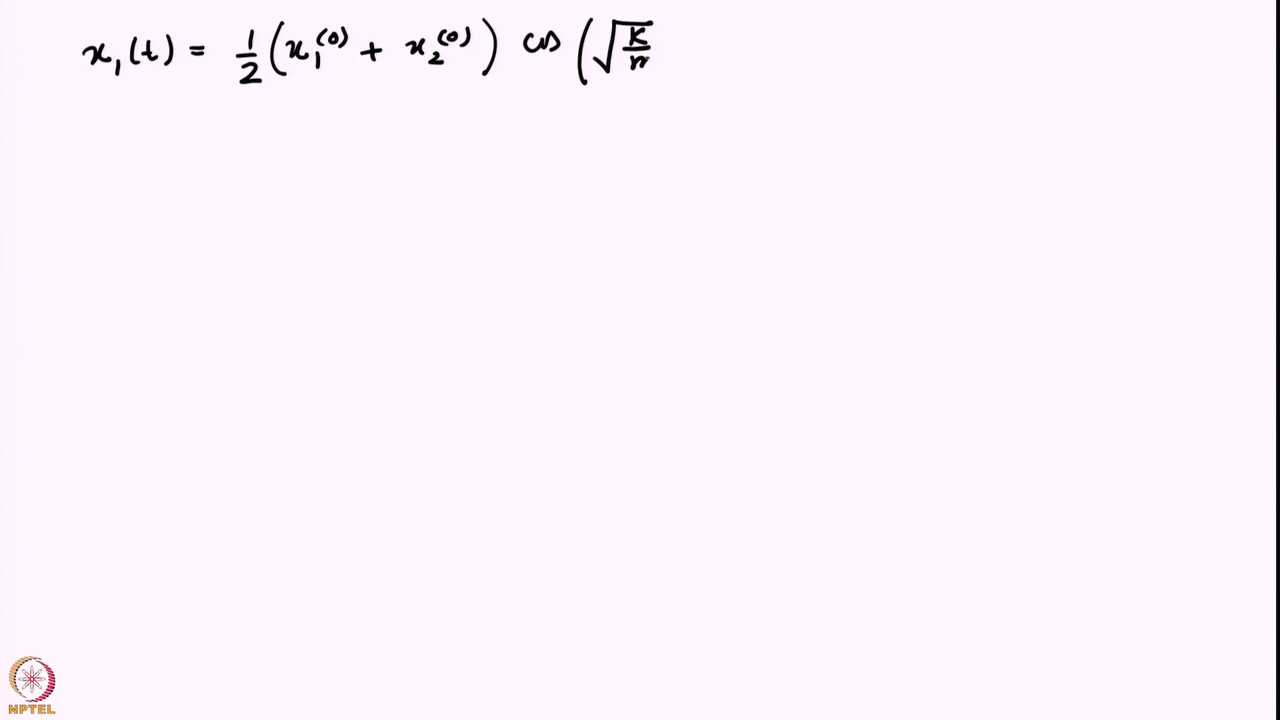 x₁(t) = 1/2 (x₁⁽⁰⁾ + x₂⁽⁰⁾) cos (√(K/n
NPTEL